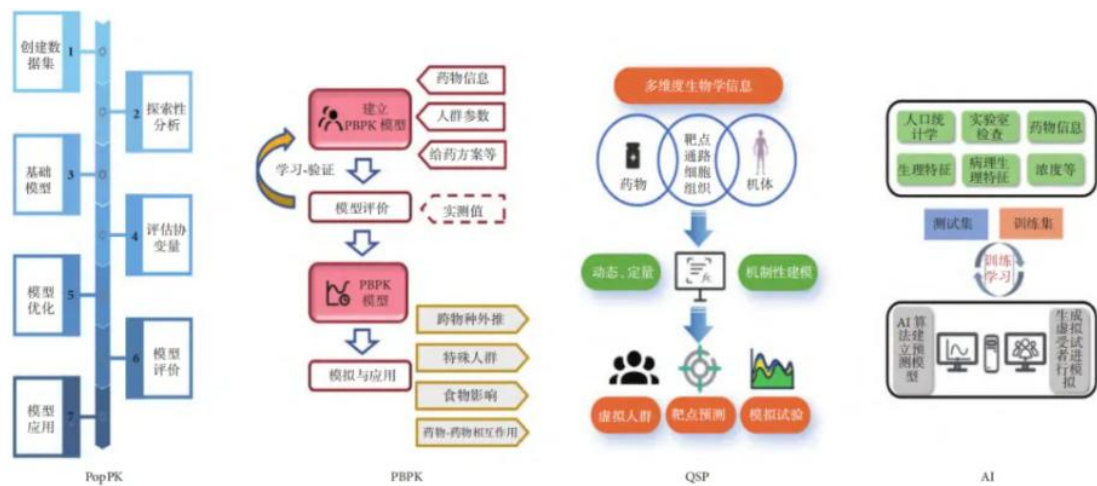 创建数
据集
1
2
探索性
分析
基础
模型
3
4
评估协
变量
模型
优化
5
6
模型
评价
模型
应用
7
PopPK
建立
PBPK 模型
药物信息
人群参数
给药方案等
学习-验证
模型评价
实测值
PBPK
模型
模拟与应用
跨物种外推
特殊人群
食物影响
药物-药物相互作用
PBPK
多维度生物学信息
药物
靶点
通路
细胞
组织
机体
动态、定量
fx
机制性建模
虚拟人群
靶点预测
模拟试验
QSP
人口统
计学
实验室
检查
药物信息
生理特征
病理生
理特征
浓度等
测试集
训练集
训练
学习
AI 算
法建
立预
测模
型
生成
虚拟
受试
者进
行模
拟
AI